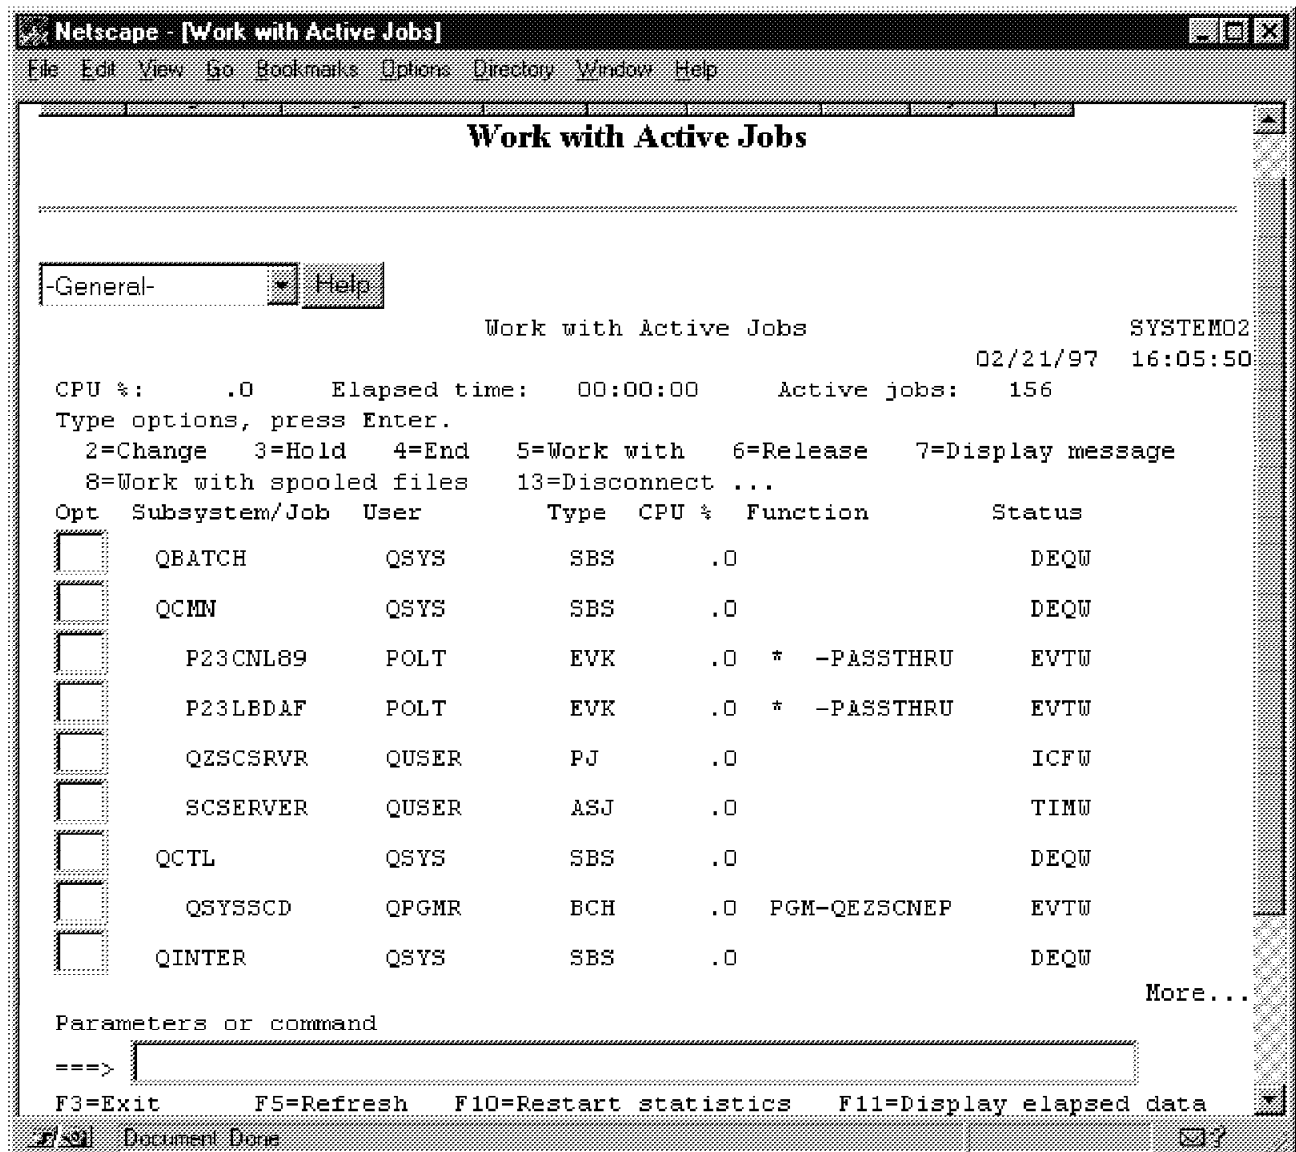 Netscape - [Work with Active Jobs]
File Edit View Go Bookmarks Options Directory Window Help
Work with Active Jobs
-General- Help
Work with Active Jobs SYSTEM02
02/21/97 16:05:50
CPU %: .0 Elapsed time: 00:00:00 Active jobs: 156
Type options, press Enter.
2=Change 3=Hold 4=End 5=Work with 6=Release 7=Display message
8=Work with spooled files 13=Disconnect ...
Opt Subsystem/Job User Type CPU % Function Status
QBATCH QSYS SBS .0 DEQW
QCMN QSYS SBS .0 DEQW
P23CNL89 POLT EVK .0 * -PASSTHRU EVTW
P23LBDAF POLT EVK .0 * -PASSTHRU EVTW
QZSCSRVR QUSER PJ .0 ICFW
SCSERVER QUSER ASJ .0 TIMW
QCTL QSYS SBS .0 DEQW
QSYSSCD QPGMR BCH .0 PGM-QEZSCNEP EVTW
QINTER QSYS SBS .0 DEQW
More...
Parameters or command
===>
F3=Exit F5=Refresh F10=Restart statistics F11=Display elapsed data
Document Done